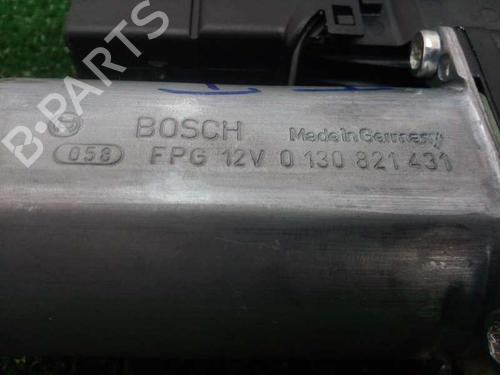 B-PARTS
BOSCH Made in Germany
058 FPG 12V 0 130 821 431